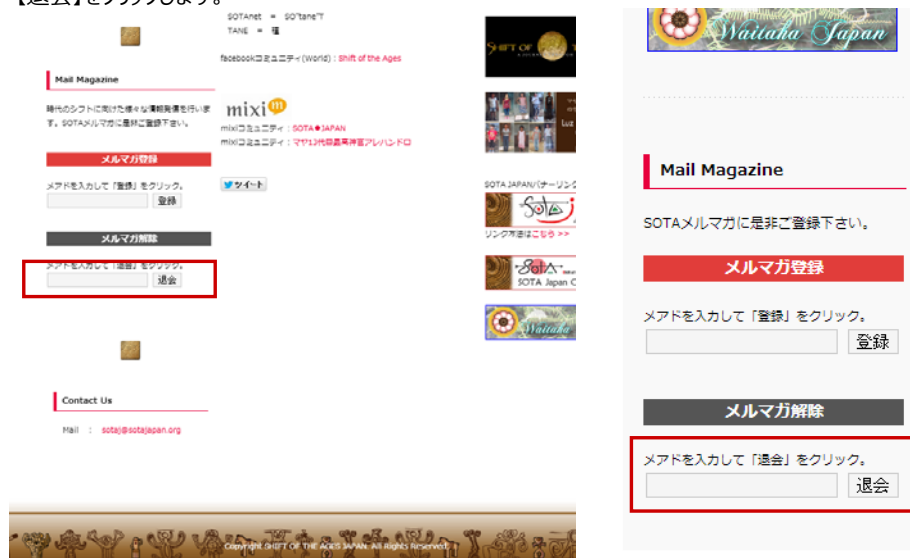 【退会】をクリックします。
SOTAnet = SO"tane"T
TANE = 種
facebookコミュニティ(World) : Shift of the Ages
Mail Magazine
時代のシフトに向けた様々な情報発信を行いま
す。SOTAメルマガに是非ご登録下さい。
メルマガ登録
メアドを入力して「登録」をクリック。
登録
メルマガ解除
メアドを入力して「退会」をクリック。
退会
mixi
mixiコミュニティ : SOTA★JAPAN
mixiコミュニティ : マヤ13代目最高神官アレハンドロ
ツイート
SHIFT OF
Luz
SOTA JAPANバナーリンク
Sota
リンク方法はこちら >>
SOTA
SOTA Japan C
Waitaha
Contact Us
Mail : sotaj@sotajapan.org
Copyright SHIFT OF THE AGES JAPAN. All Rights Reserved.
Waitaha Japan
Mail Magazine
SOTAメルマガに是非ご登録下さい。
メルマガ登録
メアドを入力して「登録」をクリック。
登録
メルマガ解除
メアドを入力して「退会」をクリック。
退会